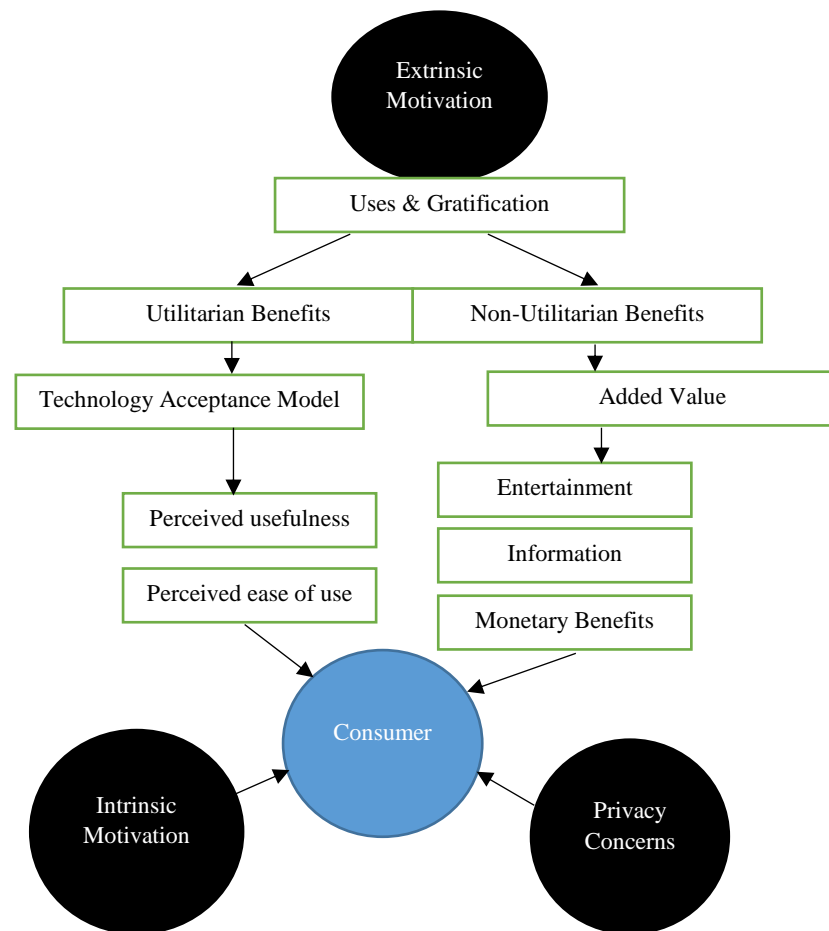 Extrinsic
Motivation
Uses & Gratification
Utilitarian Benefits
Non-Utilitarian Benefits
Technology Acceptance Model
Added Value
Entertainment
Perceived usefulness
Information
Perceived ease of use
Monetary Benefits
Consumer
Intrinsic
Motivation
Privacy
Concerns